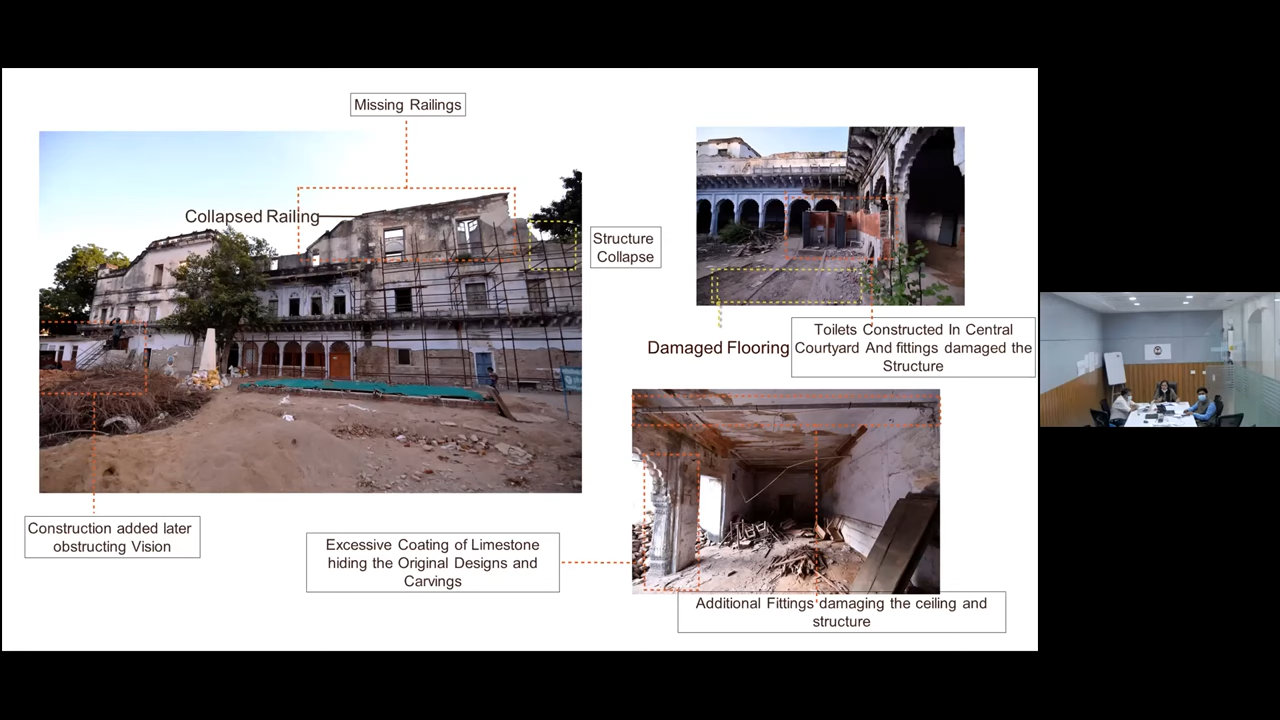 Missing Railings
Collapsed Railing
Structure
Collapse
Construction added later
obstructing Vision
Excessive Coating of Limestone
hiding the Original Designs and
Carvings
Damaged Flooring
Toilets Constructed In Central
Courtyard And fittings damaged the
Structure
Additional Fittings damaging the ceiling and
structure